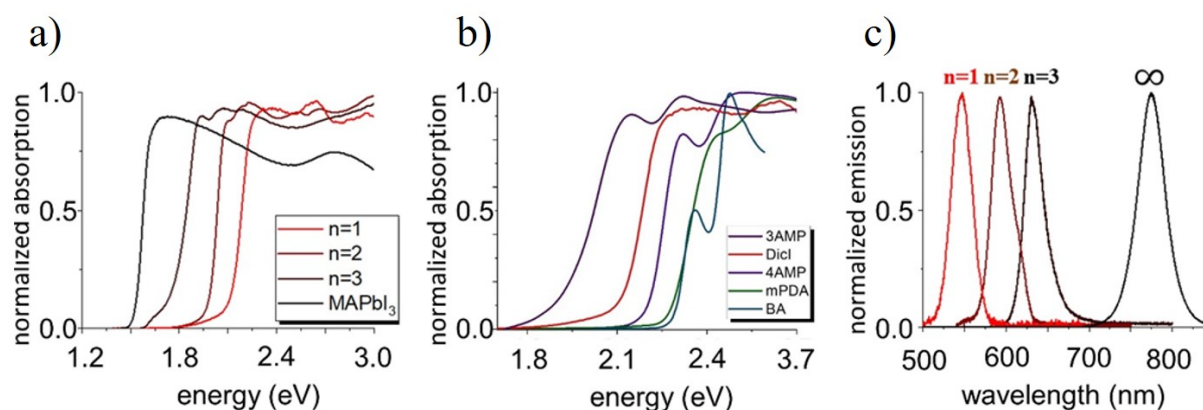 a)
normalized absorption
1.0
0.5
0.0
1.2 1.8 2.4 3.0
energy (eV)
n=1
n=2
n=3
MAPbI₃
b)
normalized absorption
1.0
0.5
0.0
2.1 2.4 3.7
energy (eV)
3AMP
DicI
4AMP
mPDA
BA
c)
n=1 n=2 n=3 ∞
normalized emission
1.0
0.5
0.0
500 600 700 800
wavelength (nm)